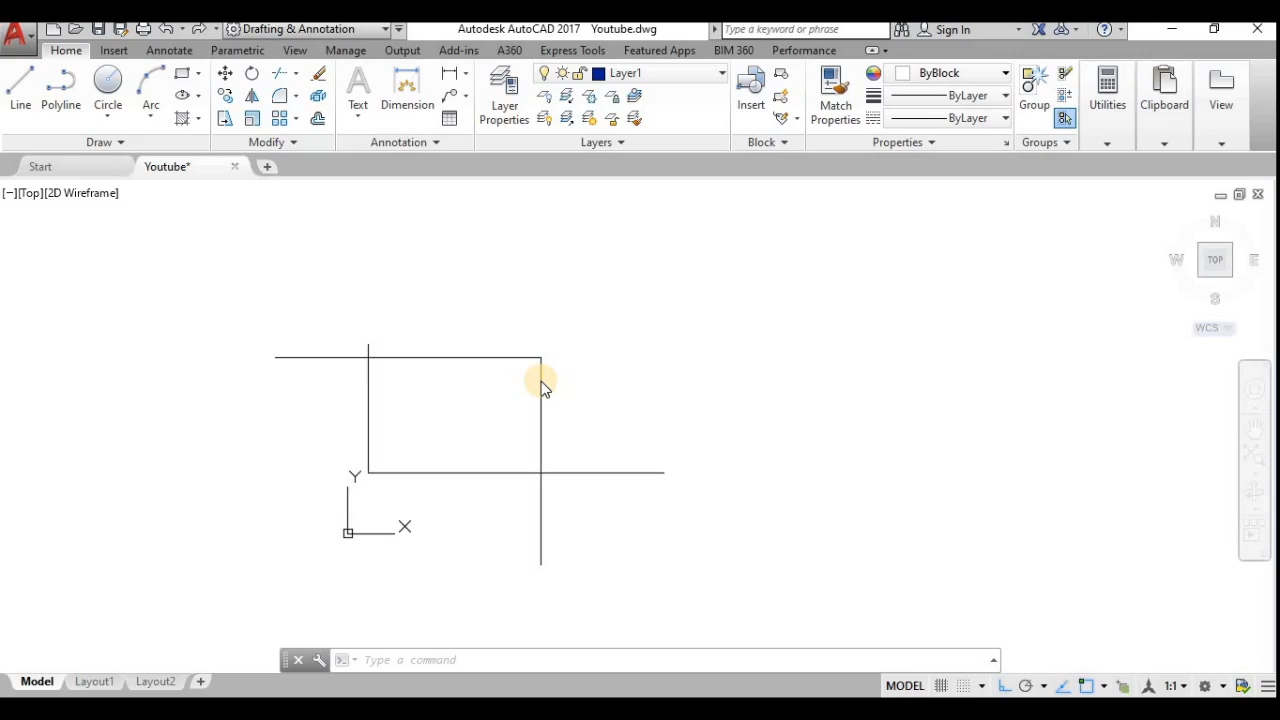 A Drafting & Annotation Autodesk AutoCAD 2017 Youtube.dwg Type a keyword or phrase Sign In
Home Insert Annotate Parametric View Manage Output Add-ins A360 Express Tools Featured Apps BIM 360 Performance
Layer1 ByBlock
ByLayer
ByLayer
Line Polyline Circle Arc Text Dimension Layer Properties Insert Match Properties Group Utilities Clipboard View
Draw Modify Annotation Layers Block Properties Groups
Start Youtube*
[−][Top][2D Wireframe]
N
W TOP E
S
WCS
Y
X
Type a command
Model Layout1 Layout2 MODEL 1:1